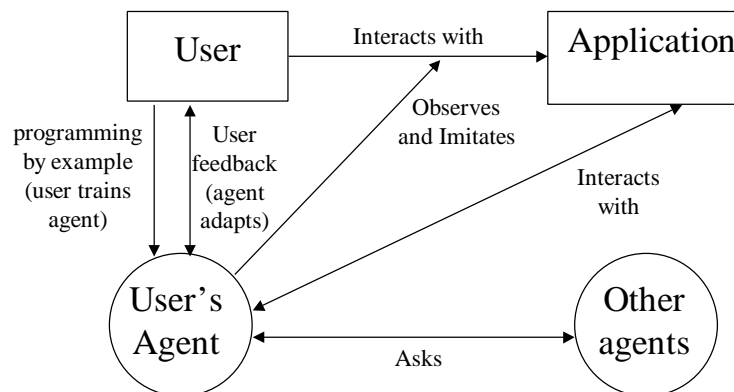 User
Interacts with
Application
programming
by example
(user trains
agent)
User
feedback
(agent
adapts)
Observes
and Imitates
Interacts
with
User’s
Agent
Asks
Other
agents